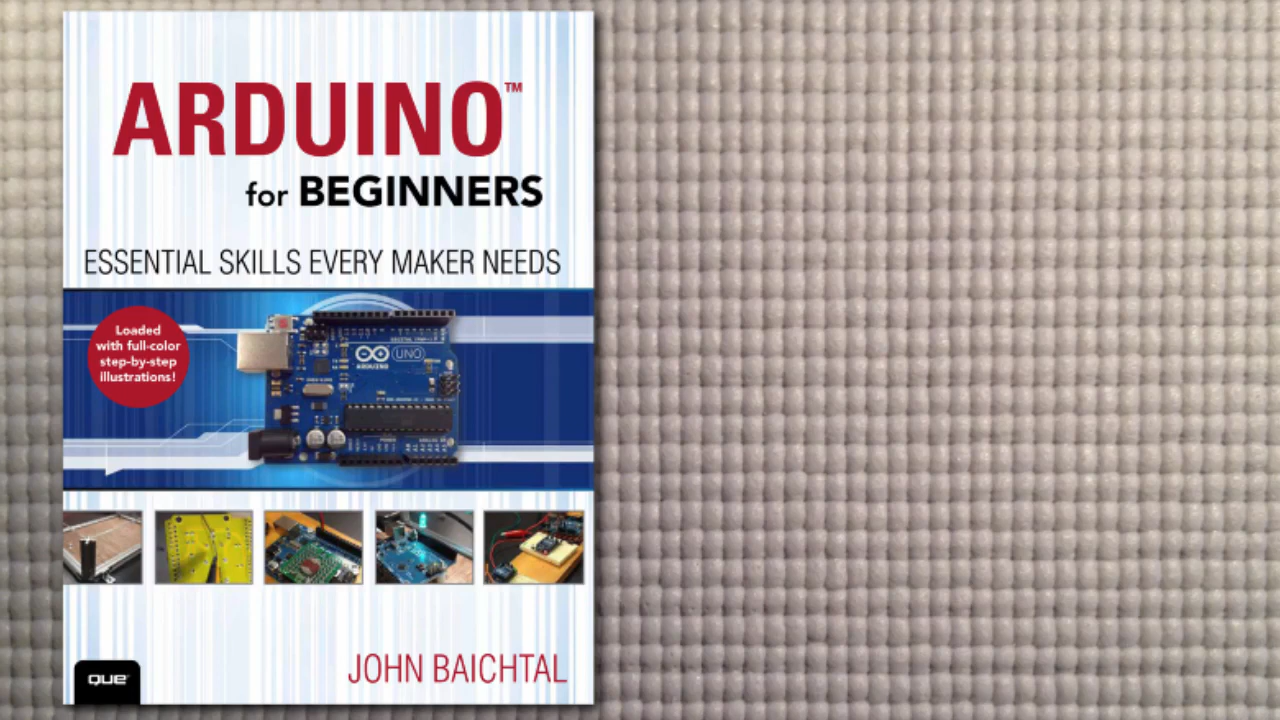 ARDUINO™
for BEGINNERS
ESSENTIAL SKILLS EVERY MAKER NEEDS
Loaded
with full-color
step-by-step
illustrations!
ARDUINO
UNO
JOHN BAICHTAL
QUE